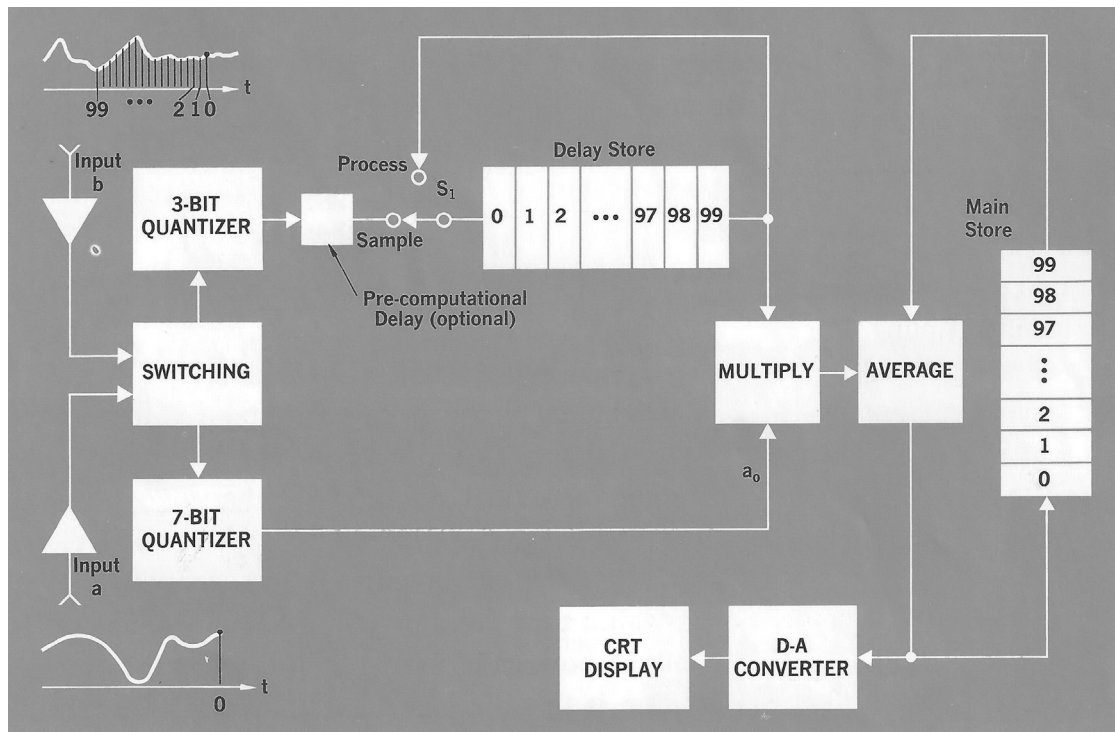 t
99 ••• 2 1 0
Input
b
3-BIT
QUANTIZER
Process
S1
Sample
Pre-computational
Delay (optional)
Delay Store
0 1 2 ••• 97 98 99
Main
Store
99
98
97
⋮
2
1
0
SWITCHING
MULTIPLY
AVERAGE
a0
7-BIT
QUANTIZER
Input
a
CRT
DISPLAY
D-A
CONVERTER
t
0